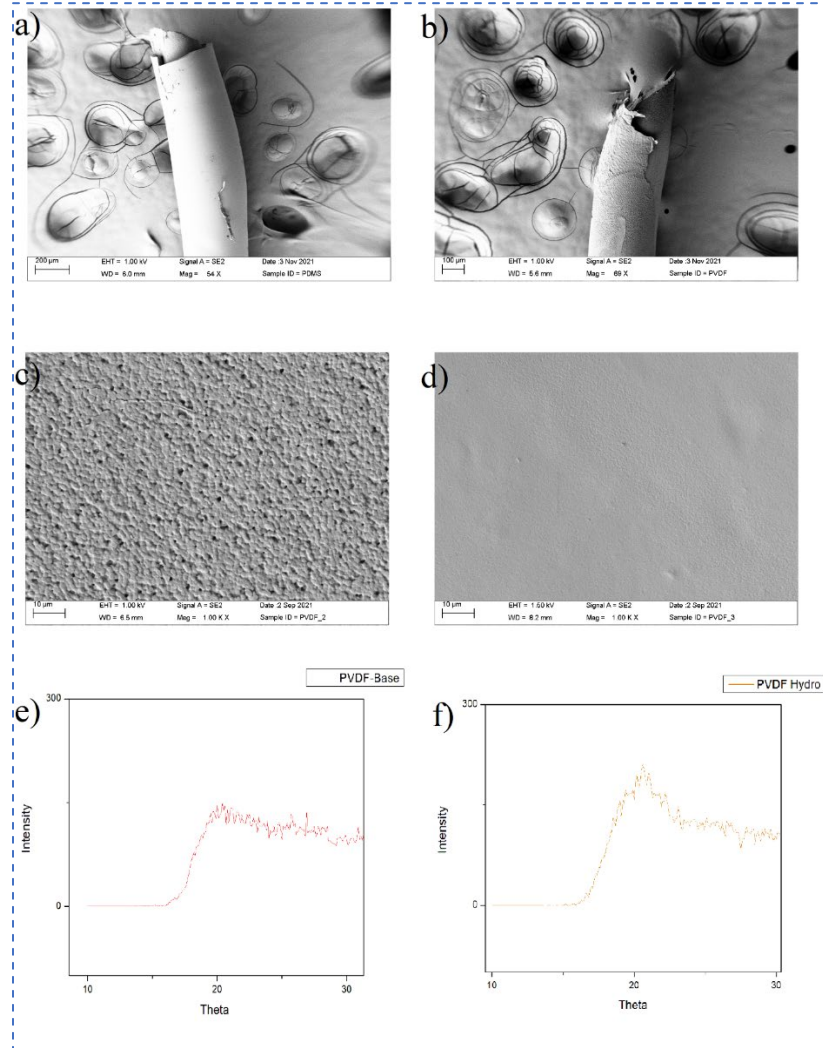 a)
200 µm
EHT = 1.00 kV Signal A = SE2 Date :3 Nov 2021
WD = 6.0 mm Mag = 54 X Sample ID = PDMS
b)
100 µm
EHT = 1.00 kV Signal A = SE2 Date :3 Nov 2021
WD = 5.6 mm Mag = 69 X Sample ID = PVDF
c)
10 µm
EHT = 1.00 kV Signal A = SE2 Date :2 Sep 2021
WD = 6.5 mm Mag = 1.00 K X Sample ID = PVDF_2
d)
10 µm
EHT = 1.50 kV Signal A = SE2 Date :2 Sep 2021
WD = 8.2 mm Mag = 1.00 K X Sample ID = PVDF_3
e)
PVDF-Base
300
Intensity
0
10 20 30
Theta
f)
PVDF Hydro
300
Intensity
0
10 20 30
Theta